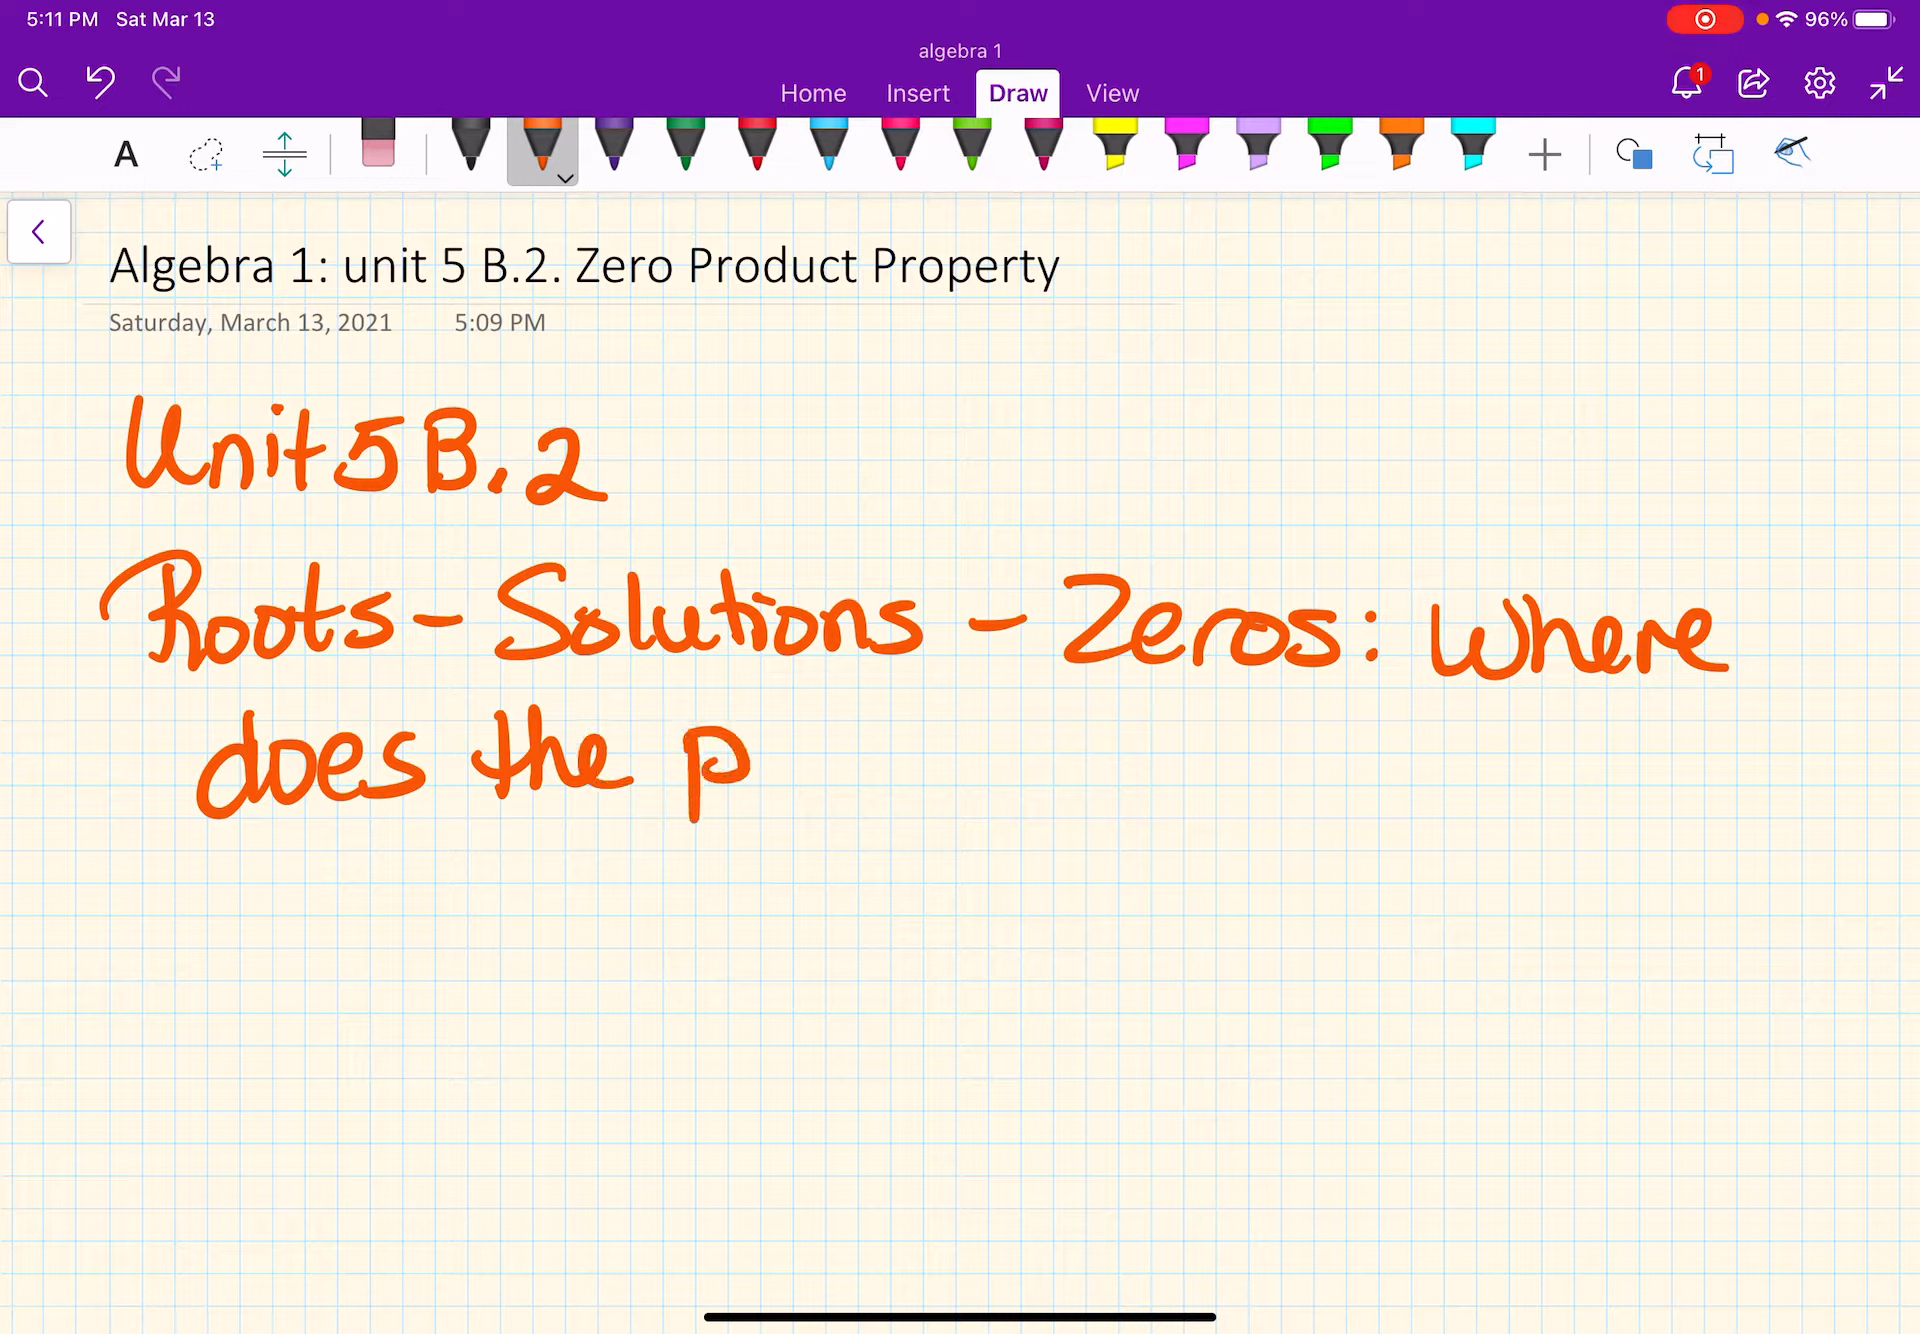 5:11 PM Sat Mar 13
96%
algebra 1
Home Insert Draw View
1
A
Algebra 1: unit 5 B.2. Zero Product Property
Saturday, March 13, 2021 5:09 PM
Unit 5 B.2
Roots - Solutions - Zeros: Where
does the p